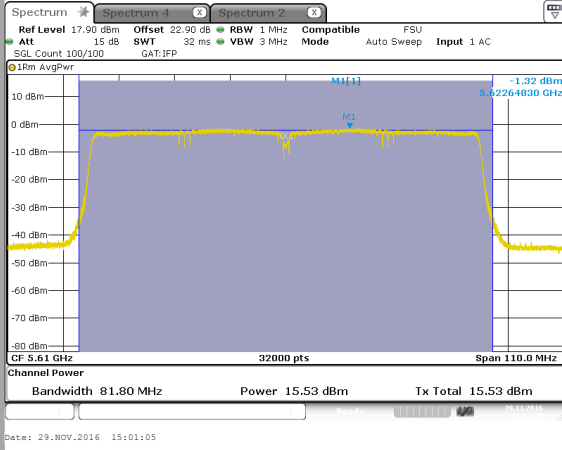 Spectrum Spectrum 4 X Spectrum 2 X
Ref Level 17.90 dBm Offset 22.90 dB RBW 1 MHz Compatible FSU
Att 15 dB SWT 32 ms VBW 3 MHz Mode Auto Sweep Input 1 AC
SGL Count 100/100 GAT:IFP
1Rm AvgPwr
M1[1] -1.32 dBm
5.62264830 GHz
10 dBm
M1
0 dBm
-10 dBm
-20 dBm
-30 dBm
-40 dBm
-50 dBm
-60 dBm
-70 dBm
-80 dBm
CF 5.61 GHz 32000 pts Span 110.0 MHz
Channel Power
Bandwidth 81.80 MHz Power 15.53 dBm Tx Total 15.53 dBm
Ready 29.11.2016
Date: 29.NOV.2016 15:01:05